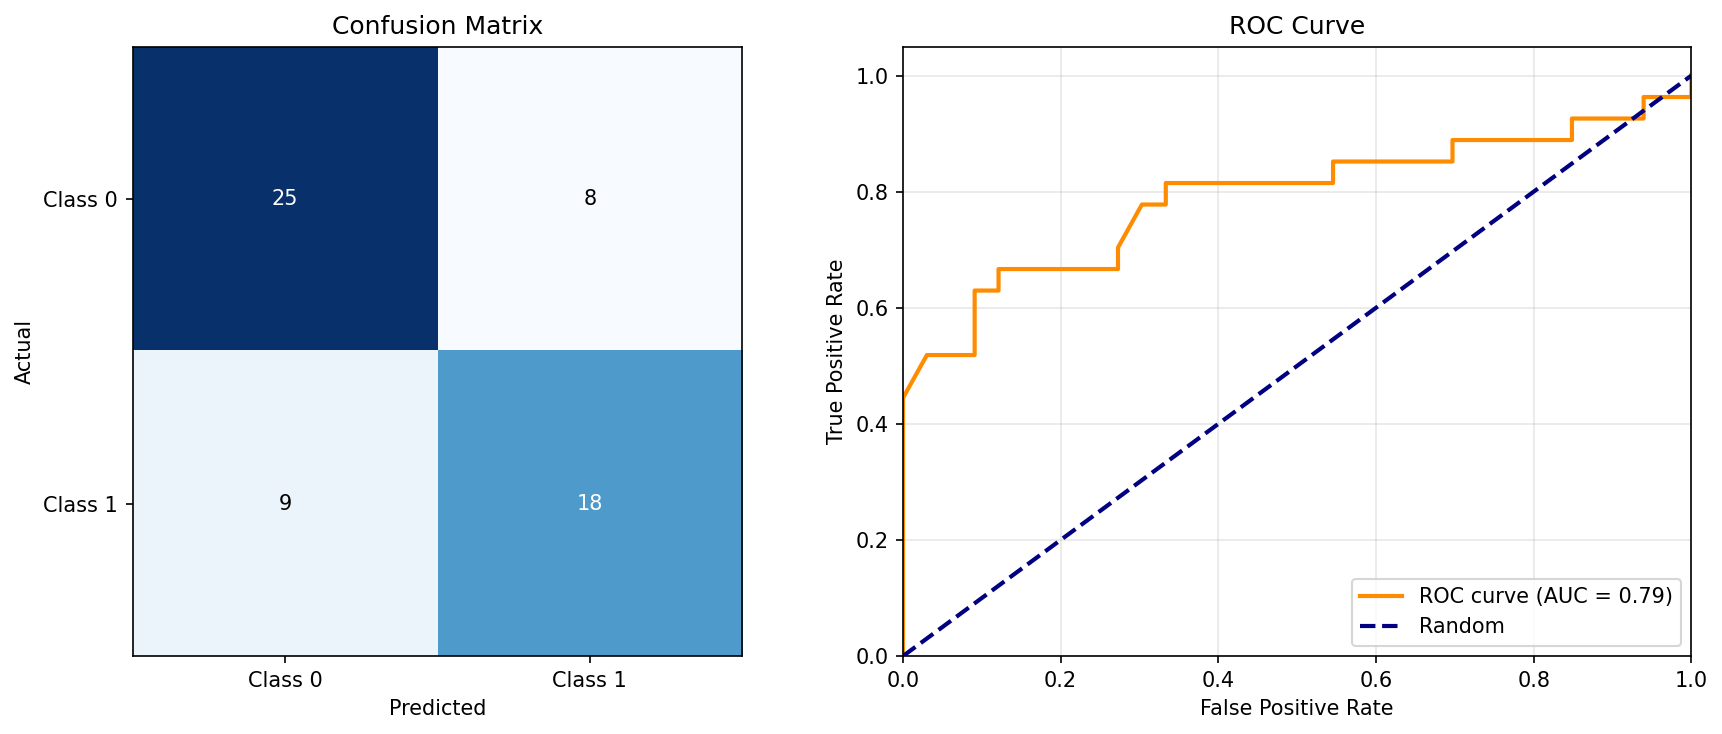 Confusion Matrix
Actual
Class 0
Class 1
25
8
9
18
Class 0
Class 1
Predicted
ROC Curve
True Positive Rate
1.0
0.8
0.6
0.4
0.2
0.0
0.0
0.2
0.4
0.6
0.8
1.0
False Positive Rate
ROC curve (AUC = 0.79)
Random